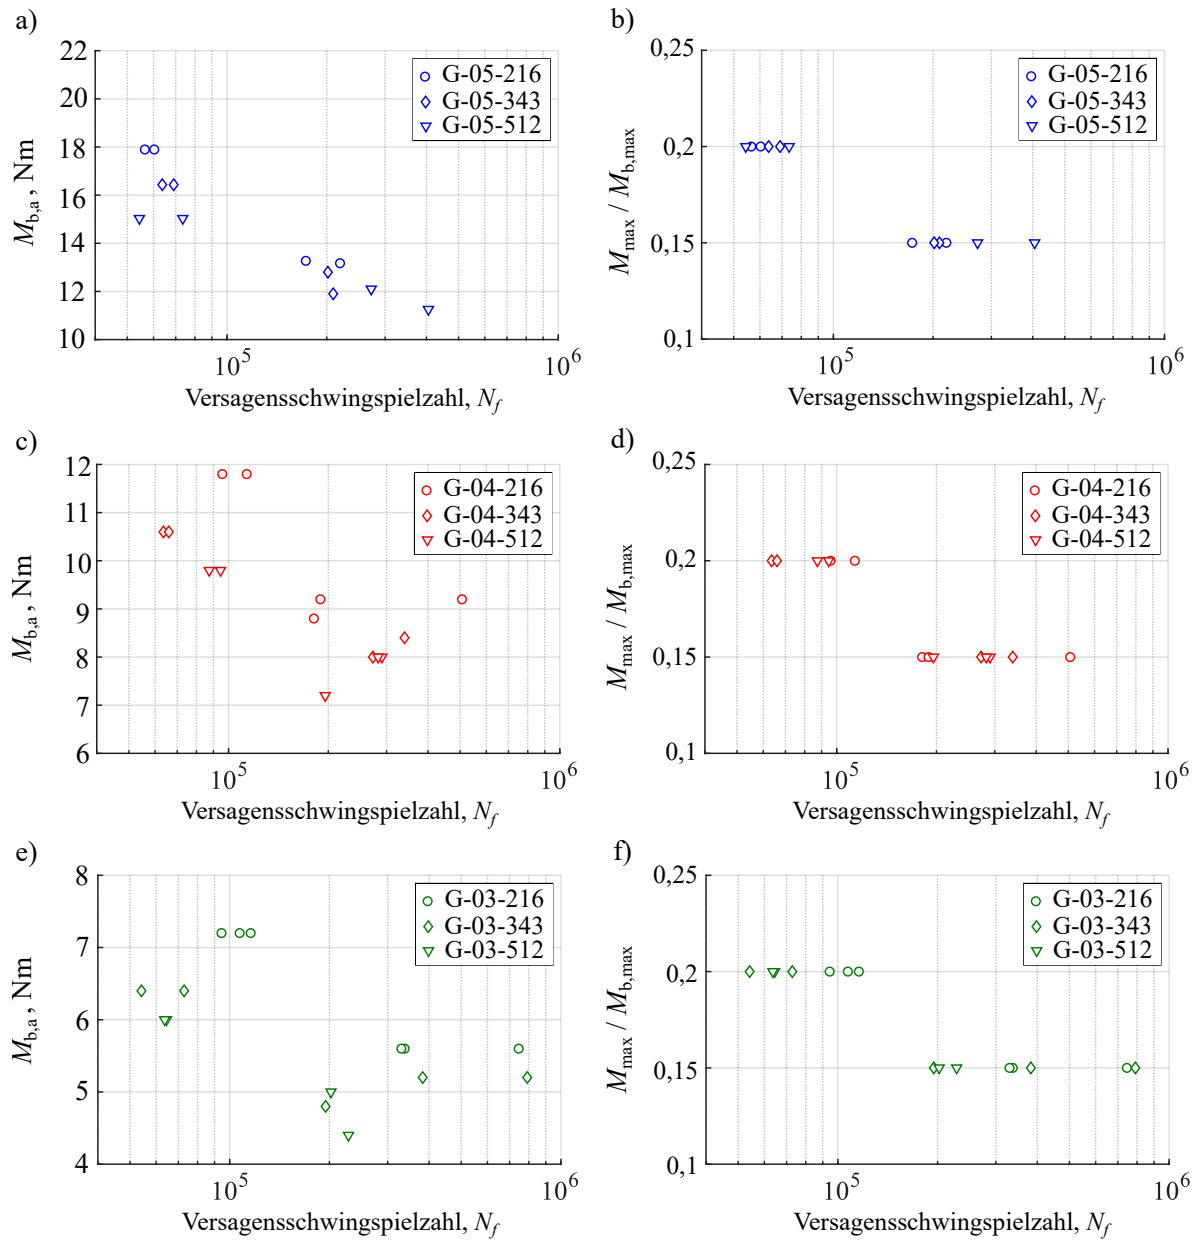 a)
22
20
18
16
14
12
10
M_b,a , Nm
G-05-216
G-05-343
G-05-512
10^5
10^6
Versagensschwingspielzahl, N_f
b)
0,25
0,2
0,15
0,1
M_max / M_b,max
G-05-216
G-05-343
G-05-512
10^5
10^6
Versagensschwingspielzahl, N_f
c)
12
11
10
9
8
7
6
M_b,a , Nm
G-04-216
G-04-343
G-04-512
10^5
10^6
Versagensschwingspielzahl, N_f
d)
0,25
0,2
0,15
0,1
M_max / M_b,max
G-04-216
G-04-343
G-04-512
10^5
10^6
Versagensschwingspielzahl, N_f
e)
8
7
6
5
4
M_b,a , Nm
G-03-216
G-03-343
G-03-512
10^5
10^6
Versagensschwingspielzahl, N_f
f)
0,25
0,2
0,15
0,1
M_max / M_b,max
G-03-216
G-03-343
G-03-512
10^5
10^6
Versagensschwingspielzahl, N_f